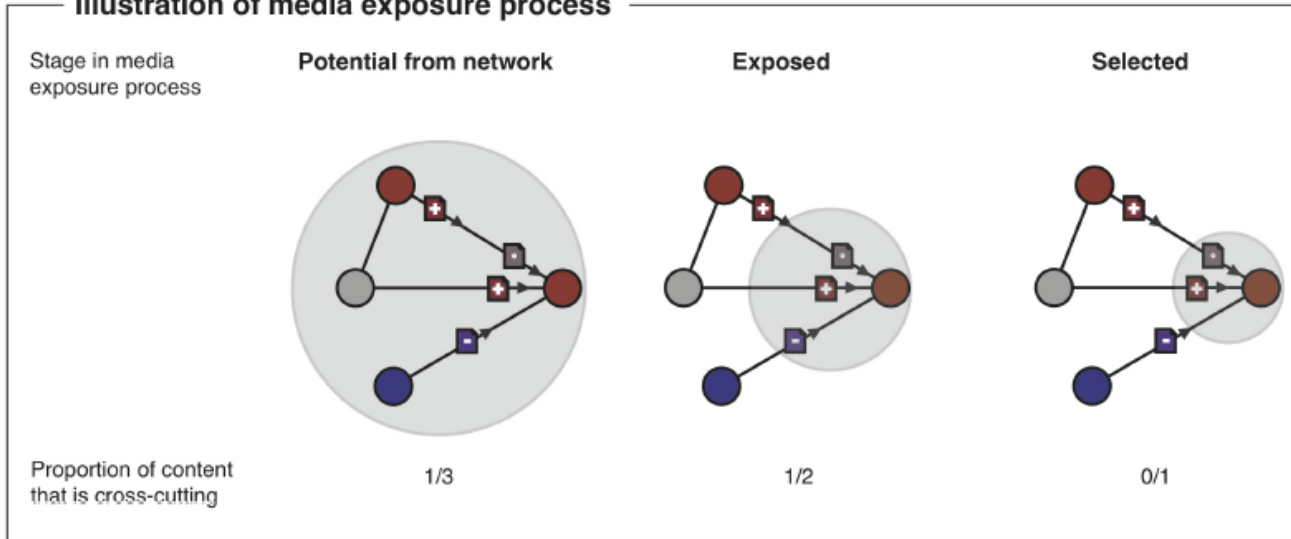 Illustration of media exposure process
Stage in media
exposure process
Potential from network
Exposed
Selected
+
+
-
+
+
-
+
+
-
Proportion of content
that is cross-cutting
1/3
1/2
0/1